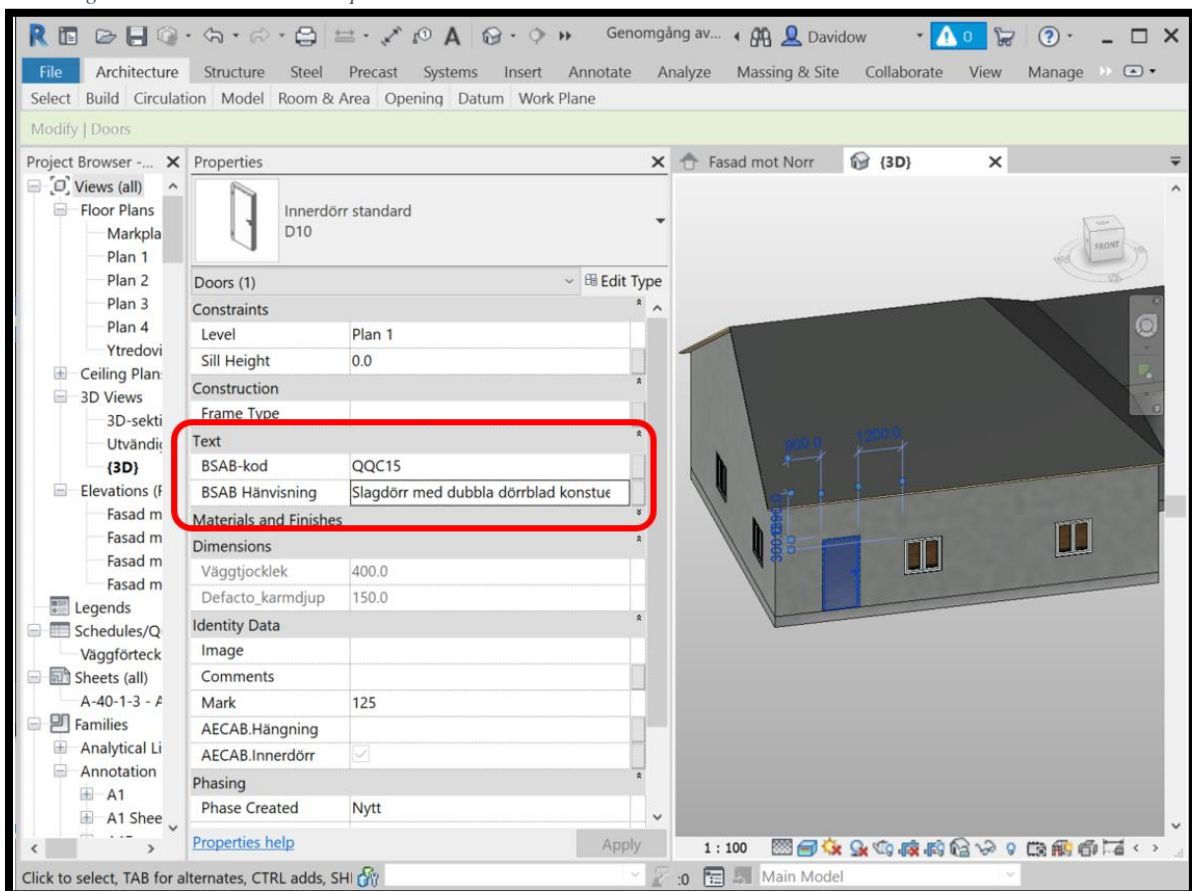 A
Genomgång av...
Davidow
0
File Architecture Structure Steel Precast Systems Insert Annotate Analyze Massing & Site Collaborate View Manage
Select Build Circulation Model Room & Area Opening Datum Work Plane
Modify | Doors
Project Browser -...
Views (all)
Floor Plans
Markpla
Plan 1
Plan 2
Plan 3
Plan 4
Ytredovi
Ceiling Plan
3D Views
3D-sekti
Utvändig
{3D}
Elevations (F
Fasad m
Fasad m
Fasad m
Fasad m
Legends
Schedules/Q
Väggförteck
Sheets (all)
A-40-1-3 - A
Families
Analytical Li
Annotation
A1
A1 Shee
Properties
Innerdörr standard
D10
Doors (1) Edit Type
Constraints
Level Plan 1
Sill Height 0.0
Construction
Frame Type
Text
BSAB-kod QQC15
BSAB Hänvisning Slagdörr med dubbla dörrblad konstue
Materials and Finishes
Dimensions
Väggtjocklek 400.0
Defacto_karmdjup 150.0
Identity Data
Image
Comments
Mark 125
AECAB.Hängning
AECAB.Innerdörr
Phasing
Phase Created Nytt
Properties help Apply
Fasad mot Norr {3D}
TOP
FRONT
900.0 1200.0
1 : 100
Click to select, TAB for alternates, CTRL adds, SHI
:0 Main Model